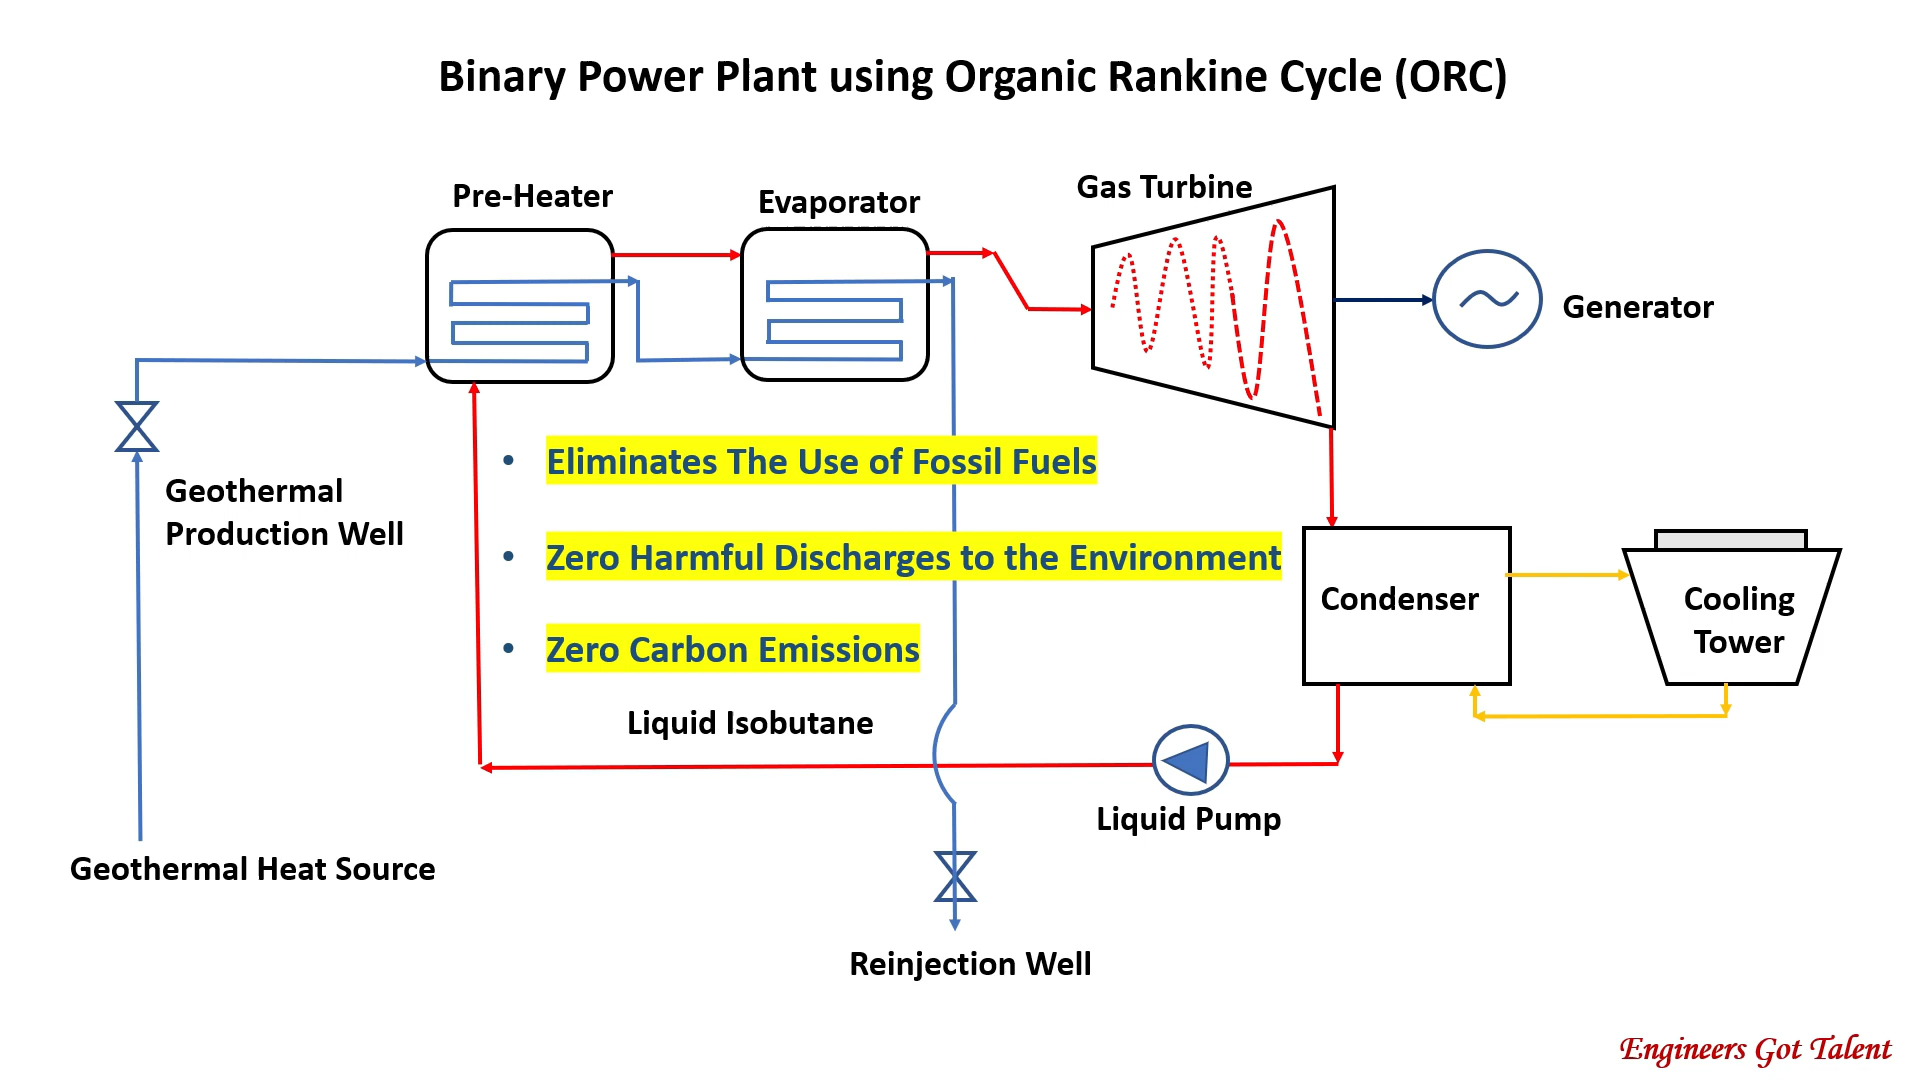 Binary Power Plant using Organic Rankine Cycle (ORC)
Pre-Heater
Evaporator
Gas Turbine
Generator
Geothermal
Production Well
• Eliminates The Use of Fossil Fuels
• Zero Harmful Discharges to the Environment
• Zero Carbon Emissions
Condenser
Cooling
Tower
Liquid Isobutane
Liquid Pump
Geothermal Heat Source
Reinjection Well
Engineers Got Talent